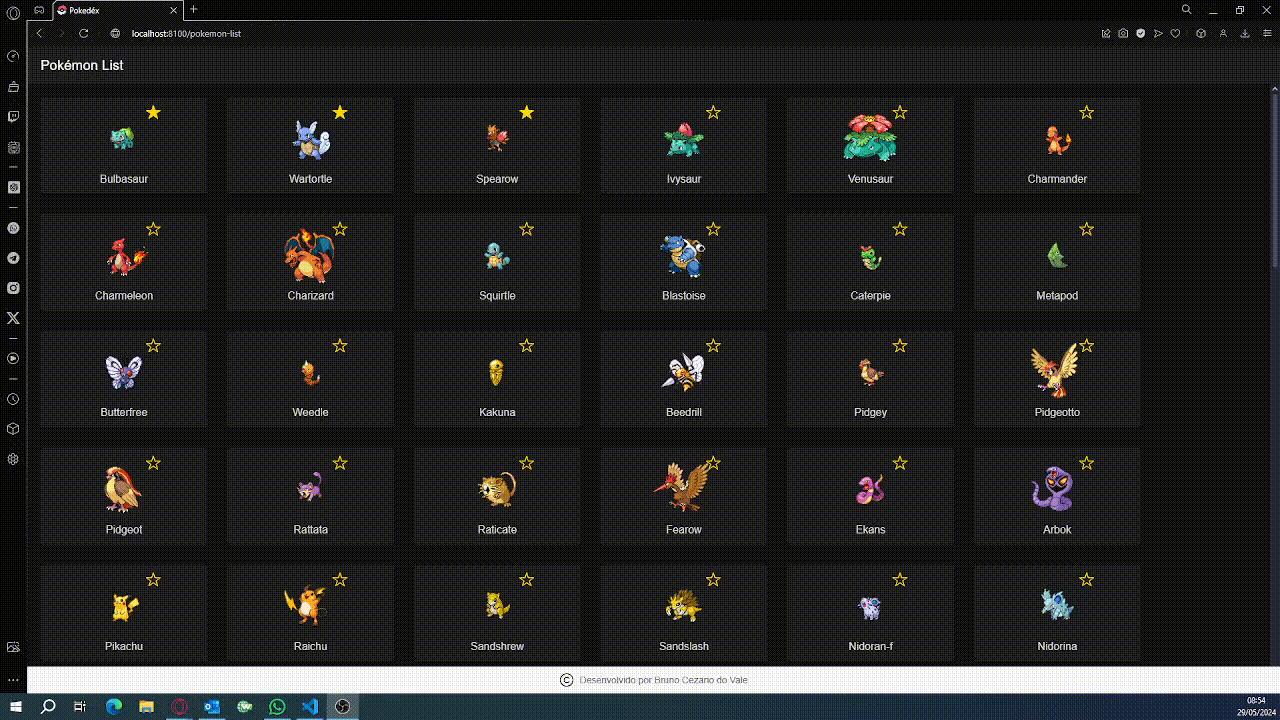 Pokedéx
localhost:8100/pokemon-list
Pokémon List
Bulbasaur
Wartortle
Spearow
Ivysaur
Venusaur
Charmander
Charmeleon
Charizard
Squirtle
Blastoise
Caterpie
Metapod
Butterfree
Weedle
Kakuna
Beedrill
Pidgey
Pidgeotto
Pidgeot
Rattata
Raticate
Fearow
Ekans
Arbok
Pikachu
Raichu
Sandshrew
Sandslash
Nidoran-f
Nidorina
© Desenvolvido por Bruno Cezario do Vale
08:54
29/05/2024